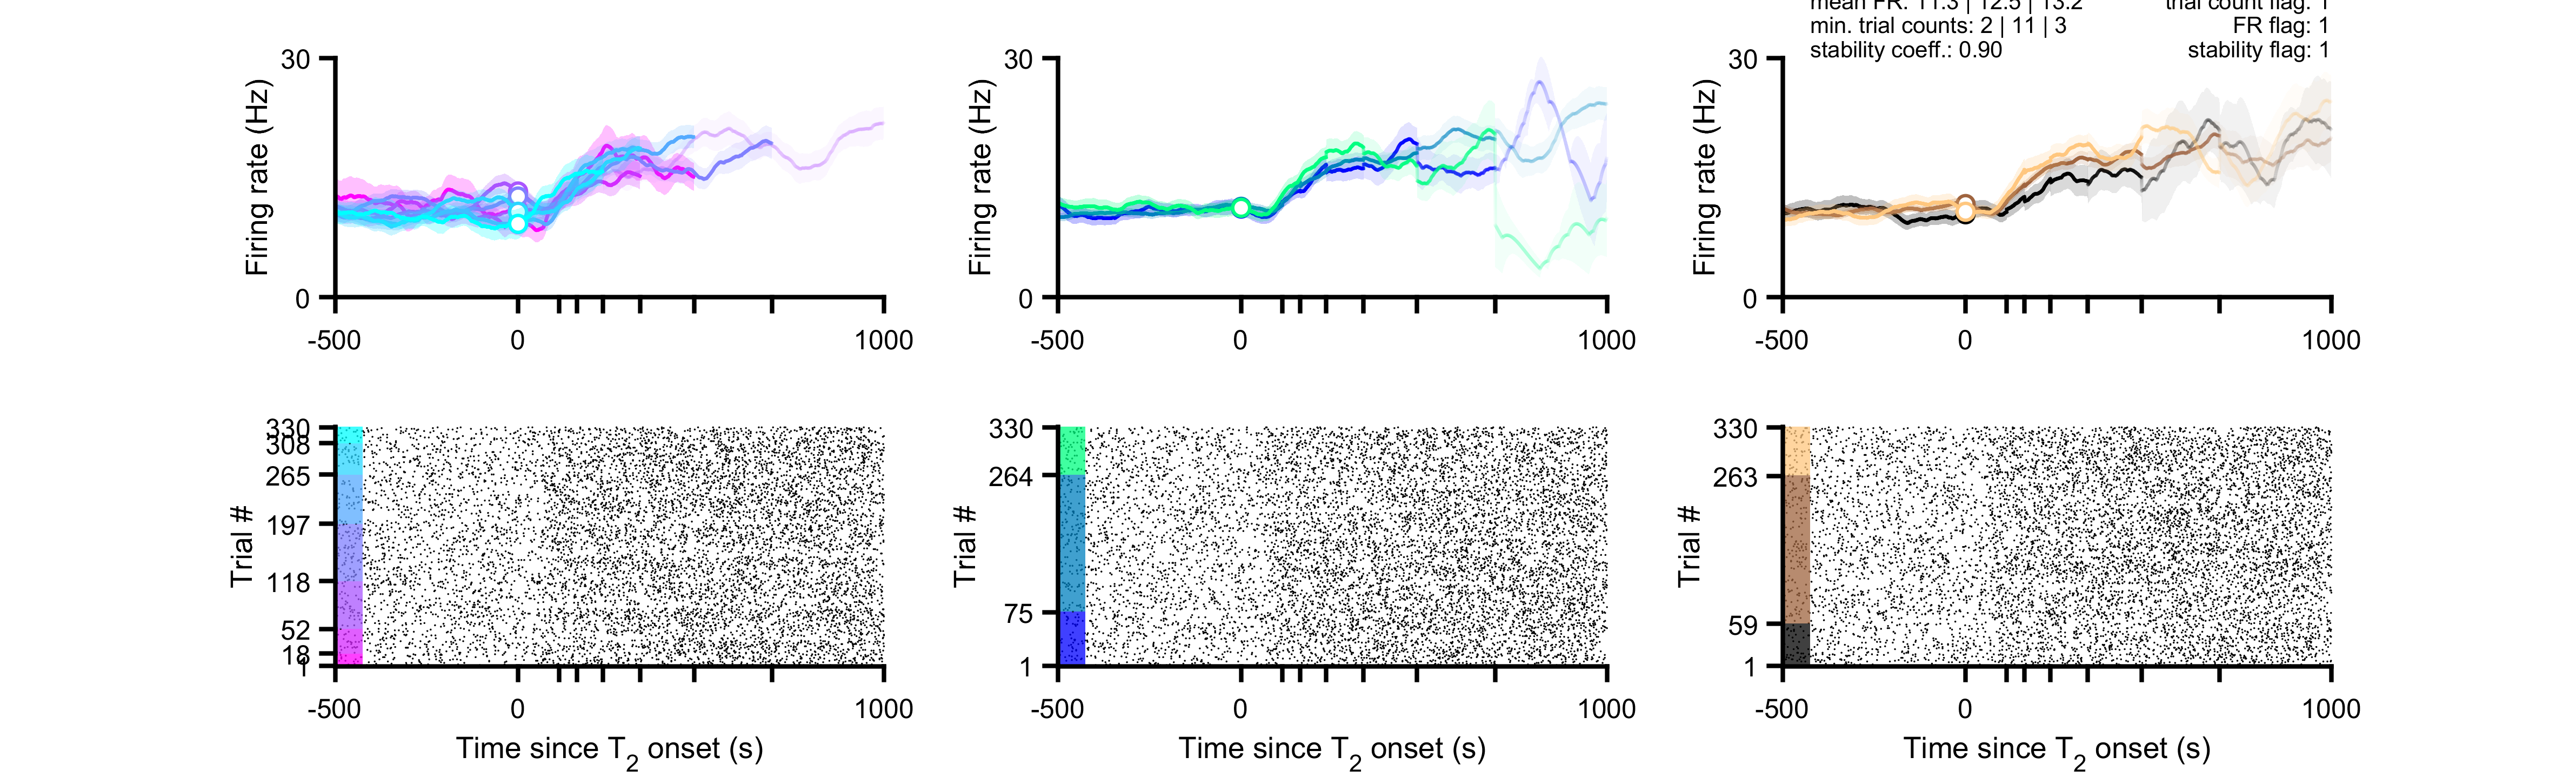 mean FR: 11.3 | 12.5 | 13.2 trial count flag: 1
min. trial counts: 2 | 11 | 3 FR flag: 1
stability coeff.: 0.90 stability flag: 1
30
Firing rate (Hz)
0
-500 0 1000
30
Firing rate (Hz)
0
-500 0 1000
30
Firing rate (Hz)
0
-500 0 1000
330
308
265
197
118
52
18
1
Trial #
-500 0 1000
Time since T2 onset (s)
330
264
75
1
Trial #
-500 0 1000
Time since T2 onset (s)
330
263
59
1
Trial #
-500 0 1000
Time since T2 onset (s)